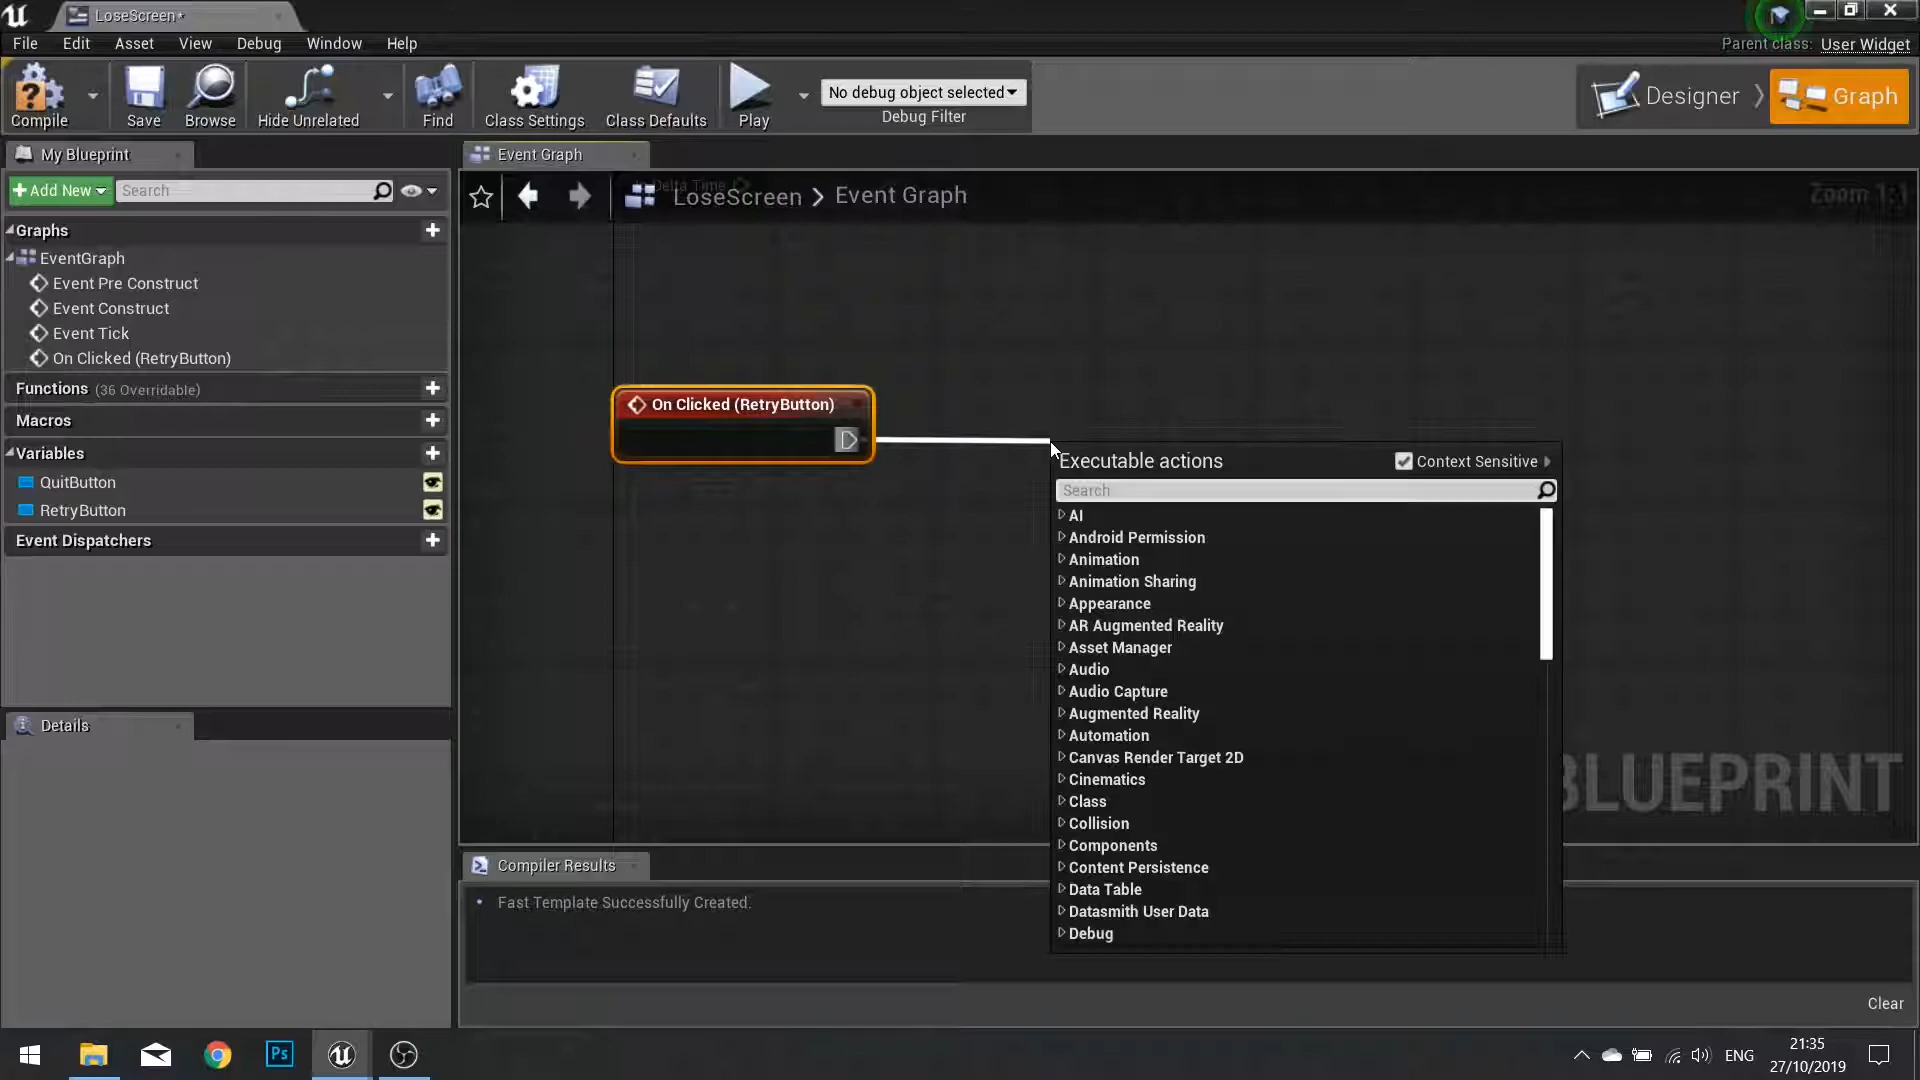 LoseScreen*
File Edit Asset View Debug Window Help
Parent class: User Widget
Compile Save Browse Hide Unrelated Find Class Settings Class Defaults Play
No debug object selected
Debug Filter
Designer Graph
My Blueprint
Event Graph
Add New Search
Delta Time
LoseScreen > Event Graph
Zoom 1:1
Graphs
EventGraph
Event Pre Construct
Event Construct
Event Tick
On Clicked (RetryButton)
Functions (36 Overridable)
Macros
Variables
QuitButton
RetryButton
Event Dispatchers
On Clicked (RetryButton)
Executable actions
Context Sensitive
Search
AI
Android Permission
Animation
Animation Sharing
Appearance
AR Augmented Reality
Asset Manager
Audio
Audio Capture
Augmented Reality
Automation
Canvas Render Target 2D
Cinematics
Class
Collision
Components
Content Persistence
Data Table
Datasmith User Data
Debug
BLUEPRINT
Details
Compiler Results
Fast Template Successfully Created.
Clear
Ps
ENG
21:35
27/10/2019